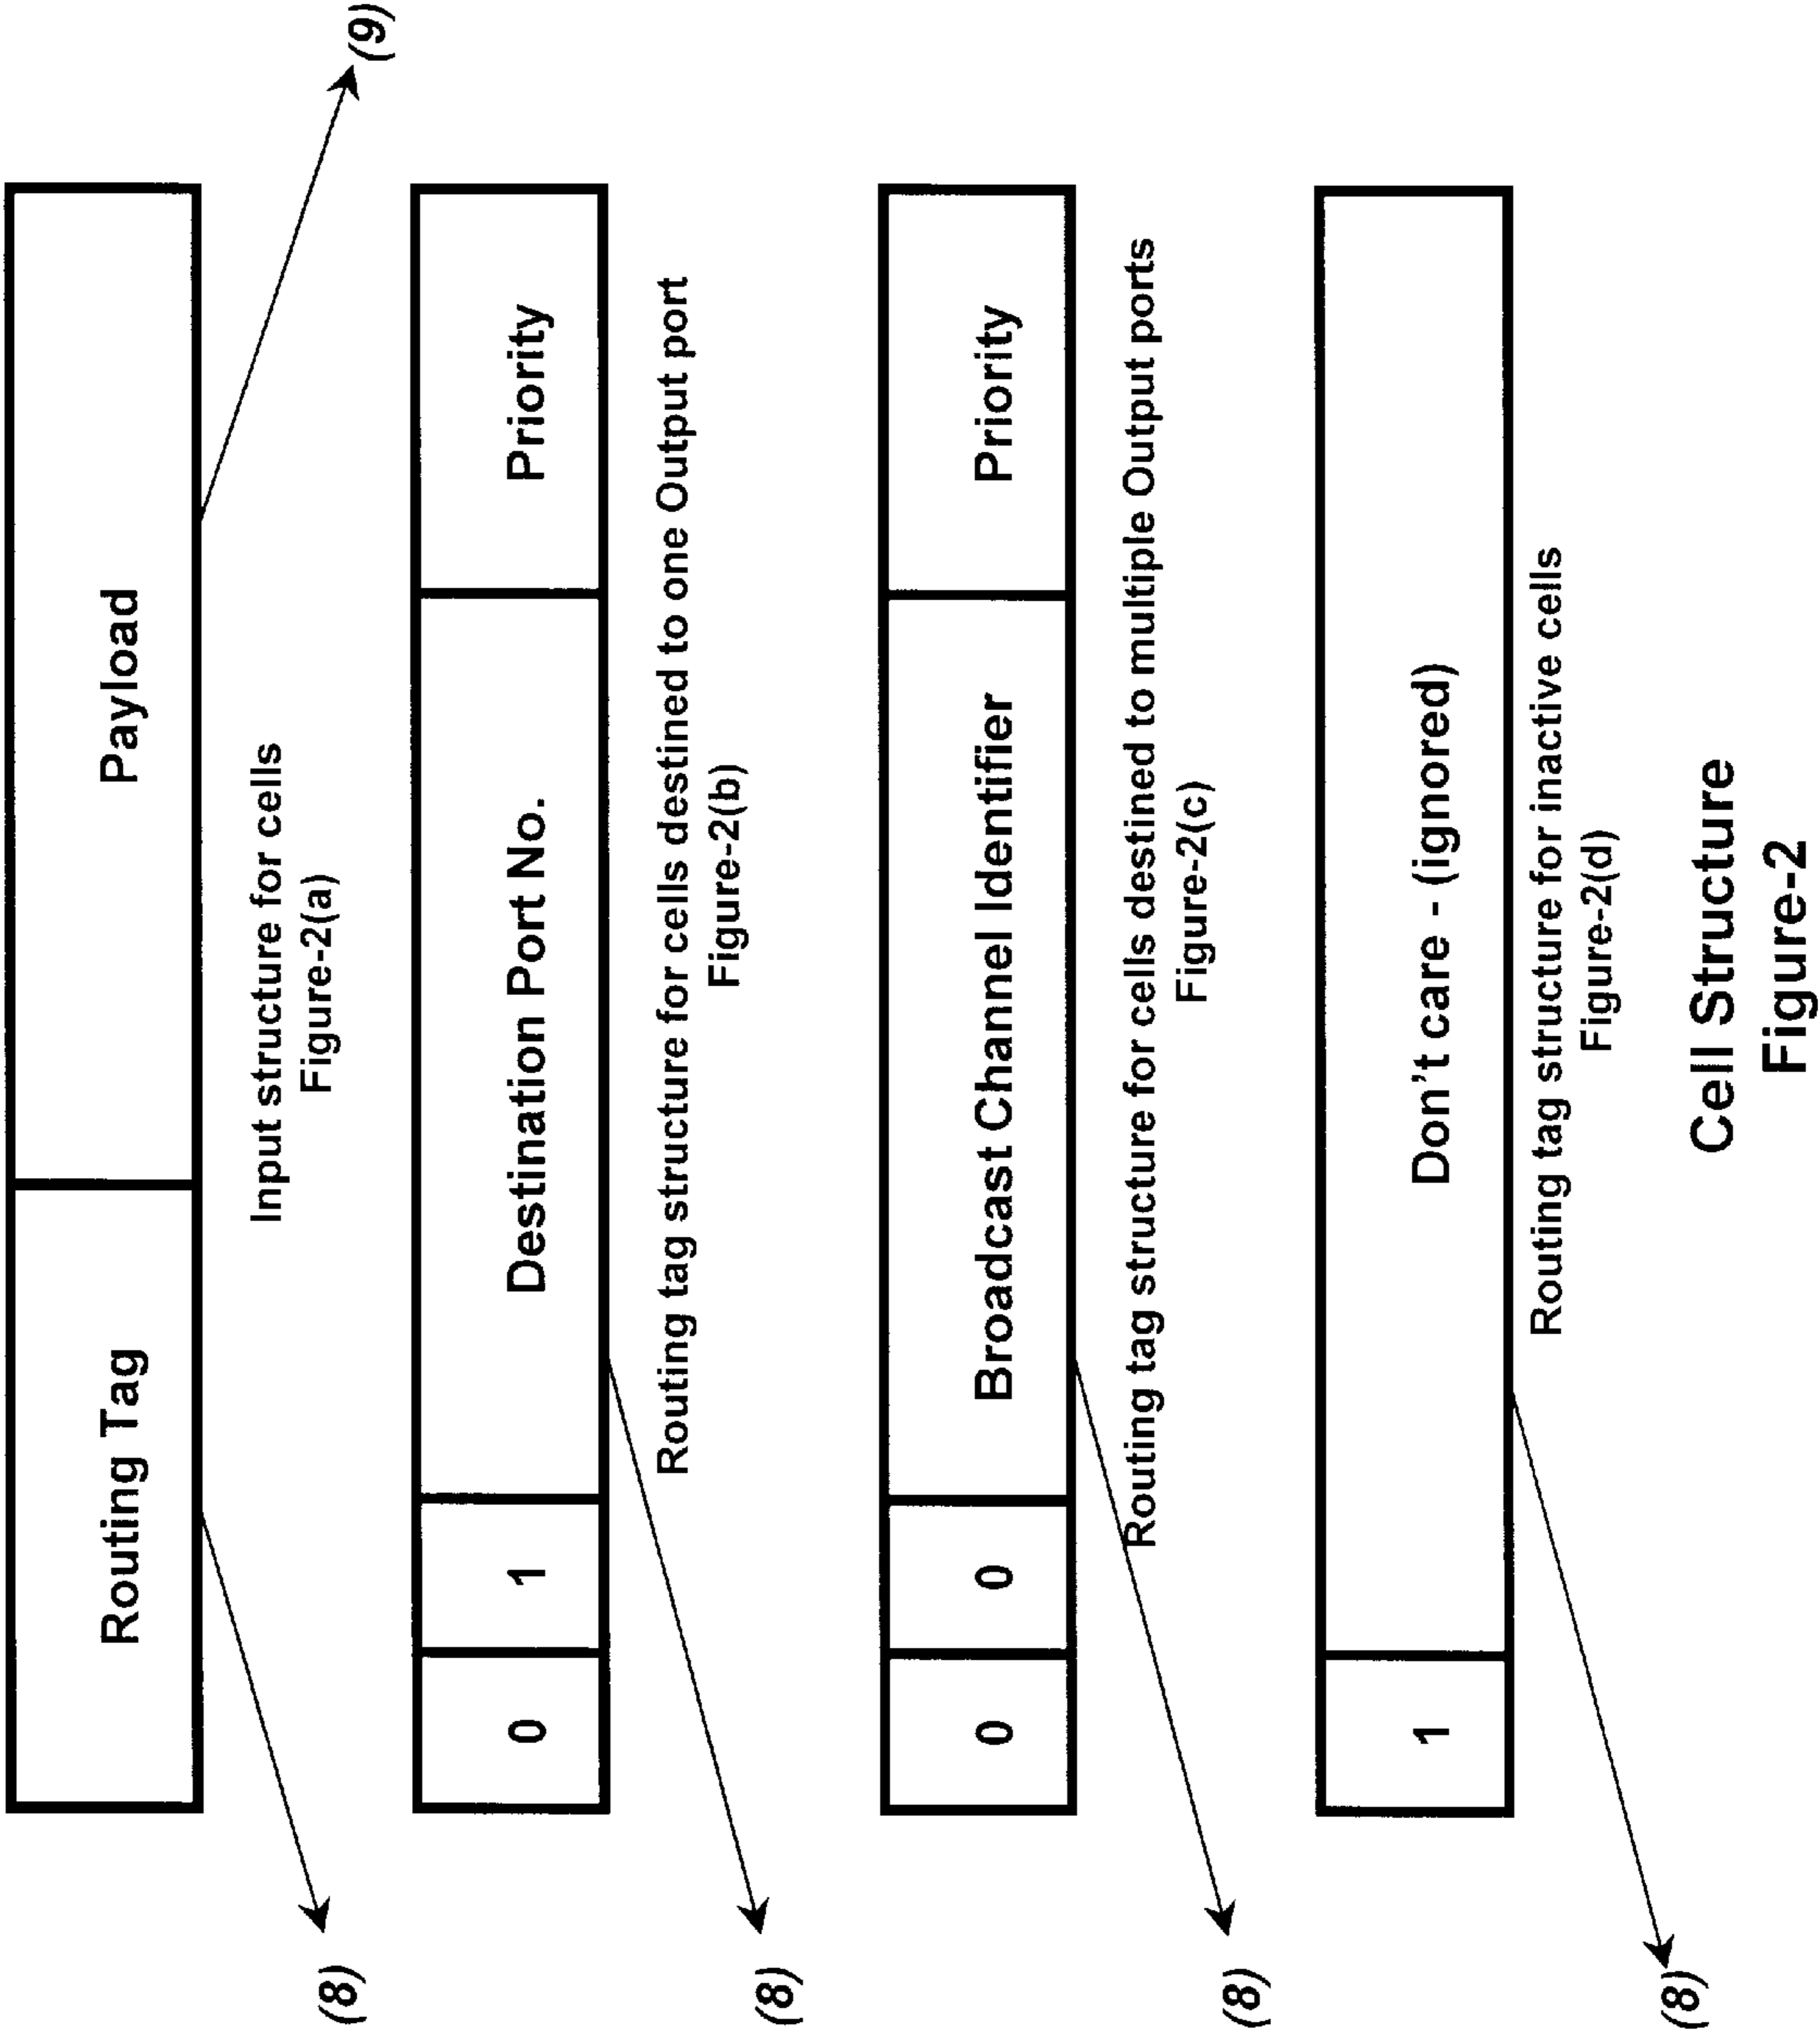 Routing Tag Payload
(8) (9)
Input structure for cells
Figure-2(a)
0 1 Destination Port No. Priority
Routing tag structure for cells destined to one Output port
(8)
Figure-2(b)
0 0 Broadcast Channel Identifier Priority
Routing tag structure for cells destined to multiple Output ports
(8)
Figure-2(c)
1 Don't care - (ignored)
Routing tag structure for inactive cells
(8)
Figure-2(d)
Cell Structure
Figure-2